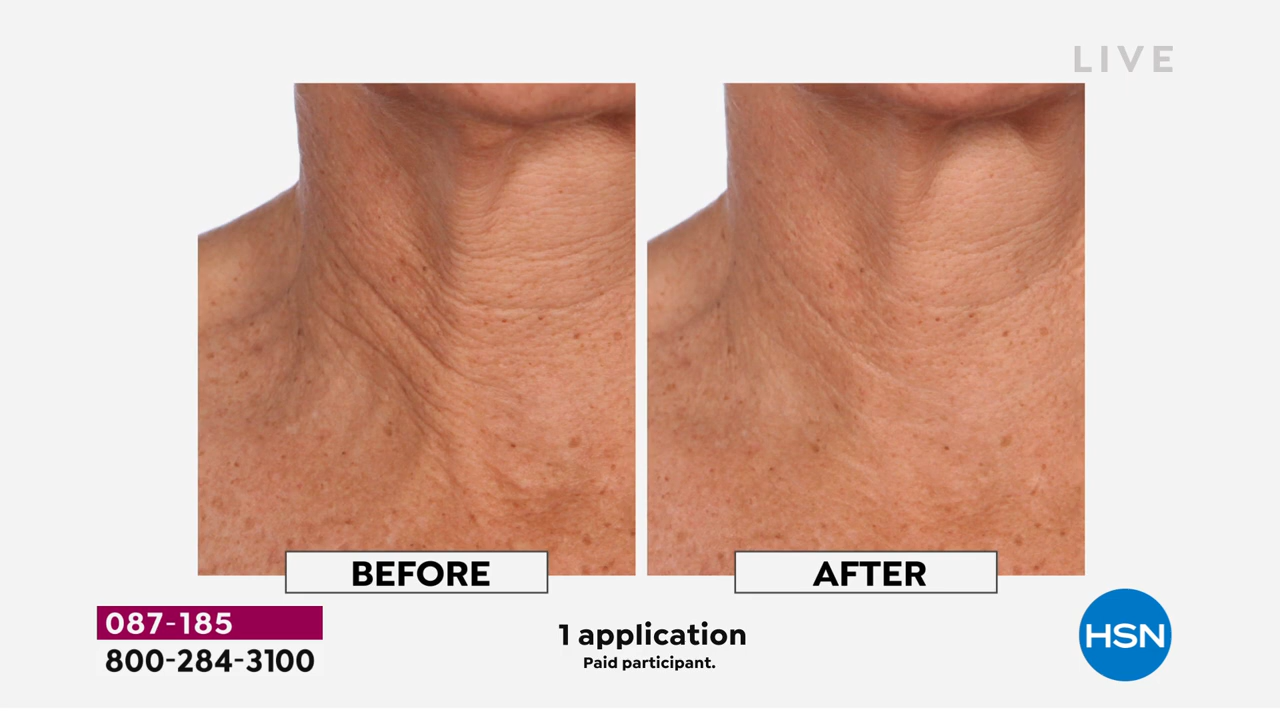 LIVE
BEFORE
AFTER
087-185
800-284-3100
1 application
Paid participant.
HSN